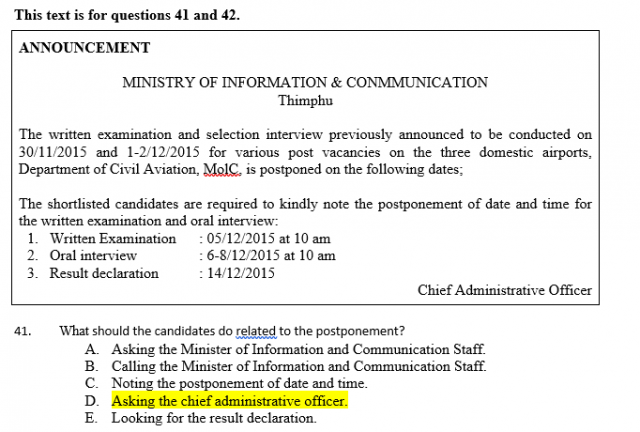 This text is for questions 41 and 42.
ANNOUNCEMENT
MINISTRY OF INFORMATION & CONMMUNICATION
Thimphu
The written examination and selection interview previously announced to be conducted on
30/11/2015 and 1-2/12/2015 for various post vacancies on the three domestic airports,
Department of Civil Aviation, MolC, is postponed on the following dates;
The shortlisted candidates are required to kindly note the postponement of date and time for
the written examination and oral interview:
1. Written Examination : 05/12/2015 at 10 am
2. Oral interview : 6-8/12/2015 at 10 am
3. Result declaration : 14/12/2015
Chief Administrative Officer
41. What should the candidates do related to the postponement?
A. Asking the Minister of Information and Communication Staff.
B. Calling the Minister of Information and Communication Staff.
C. Noting the postponement of date and time.
D. Asking the chief administrative officer.
E. Looking for the result declaration.